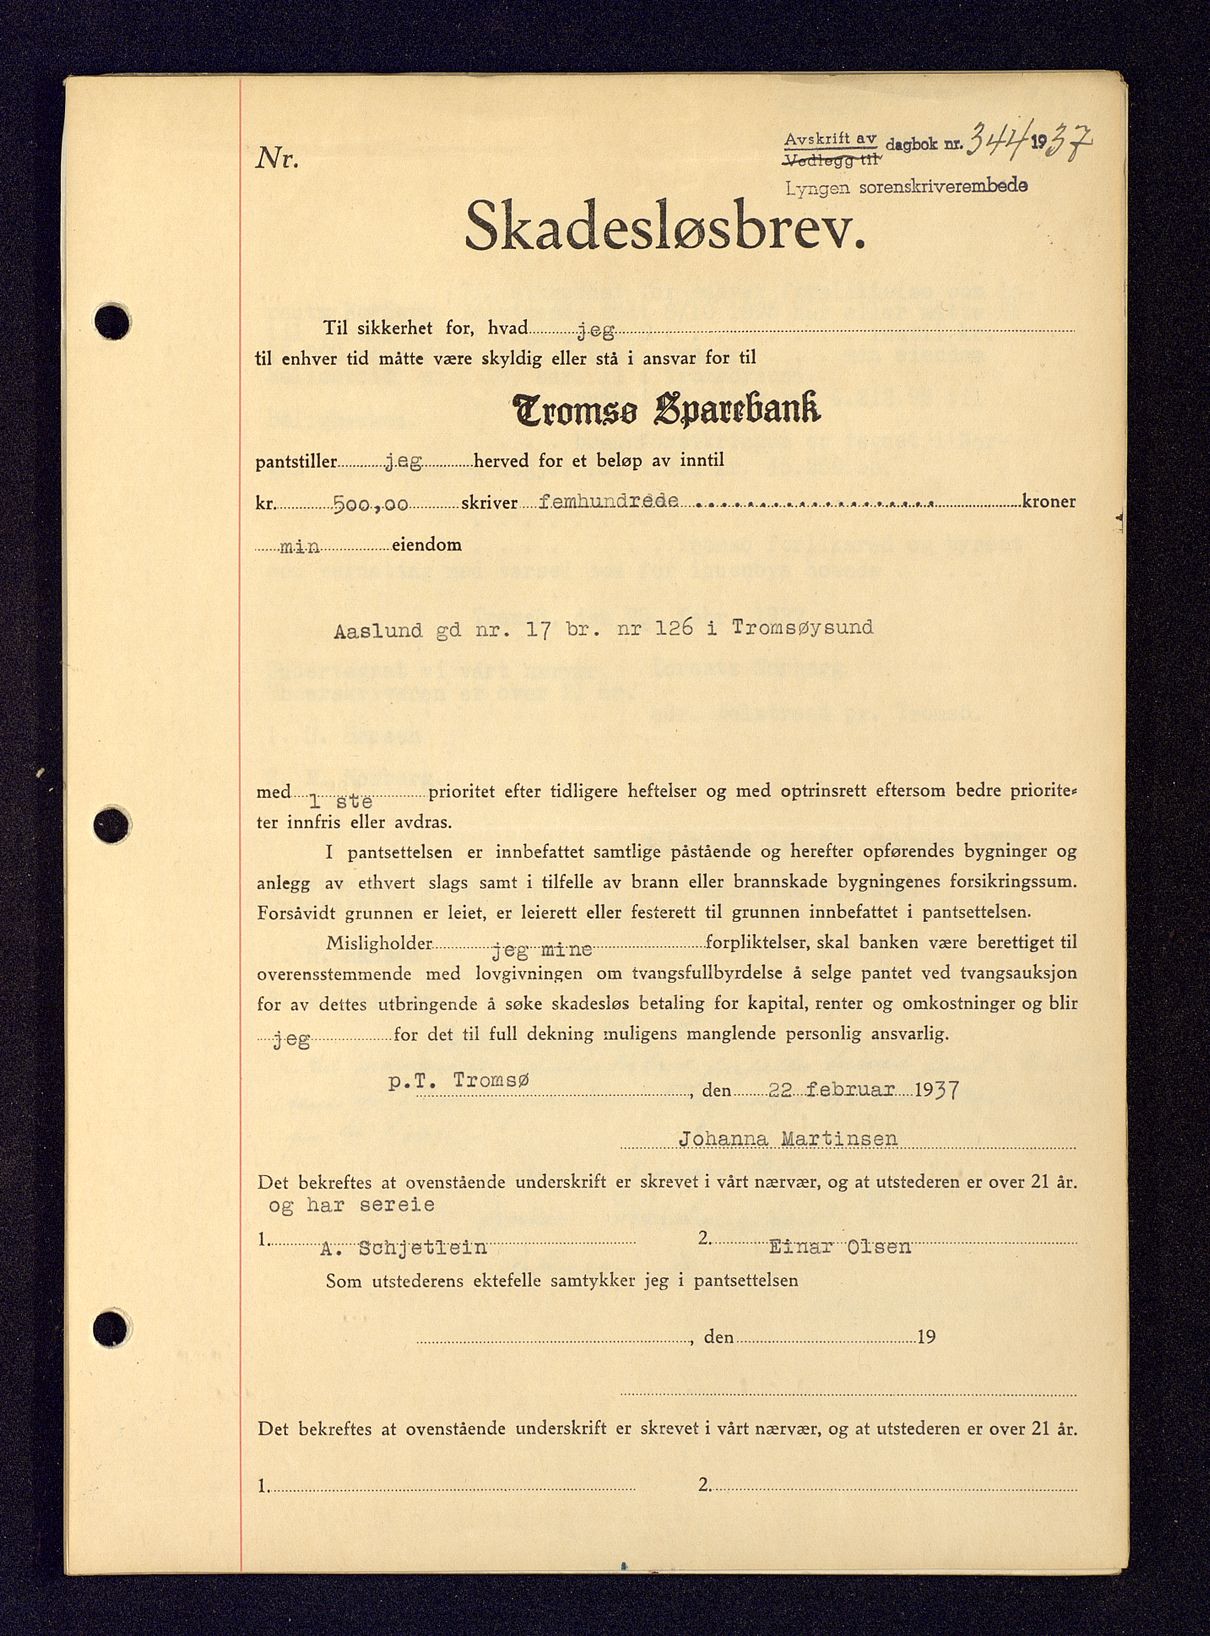 Nr.
Avskrift av
Vedlegg til dagbok nr. 344 1937
Lyngen sorenskriverembede
Skadesløsbrev.
Til sikkerhet for, hvad jeg
til enhver tid måtte være skyldig eller stå i ansvar for til
Tromsø Sparebank
pantstiller jeg herved for et beløp av inntil
kr. 500,00 skriver femhundrede kroner
min eiendom
Aaslund gd nr. 17 br. nr 126 i Tromsøysund
med 1 ste prioritet efter tidligere heftelser og med optrinsrett eftersom bedre priorite-
ter innfris eller avdras.
I pantsettelsen er innbefattet samtlige påstående og herefter opførendes bygninger og
anlegg av ethvert slags samt i tilfelle av brann eller brannskade bygningenes forsikringssum.
Forsåvidt grunnen er leiet, er leierett eller festerett til grunnen innbefattet i pantsettelsen.
Misligholder jeg mine forpliktelser, skal banken være berettiget til
overensstemmende med lovgivningen om tvangsfullbyrdelse å selge pantet ved tvangsauksjon
for av dettes utbringende å søke skadesløs betaling for kapital, renter og omkostninger og blir
jeg for det til full dekning muligens manglende personlig ansvarlig.
p.T. Tromsø, den 22 februar 1937
Johanna Martinsen
Det bekreftes at ovenstående underskrift er skrevet i vårt nærvær, og at utstederen er over 21 år.
og har sereie
1. A. Schjetlein 2. Einar Olsen
Som utstederens ektefelle samtykker jeg i pantsettelsen
, den 19
Det bekreftes at ovenstående underskrift er skrevet i vårt nærvær, og at utstederen er over 21 år.
1. 2.